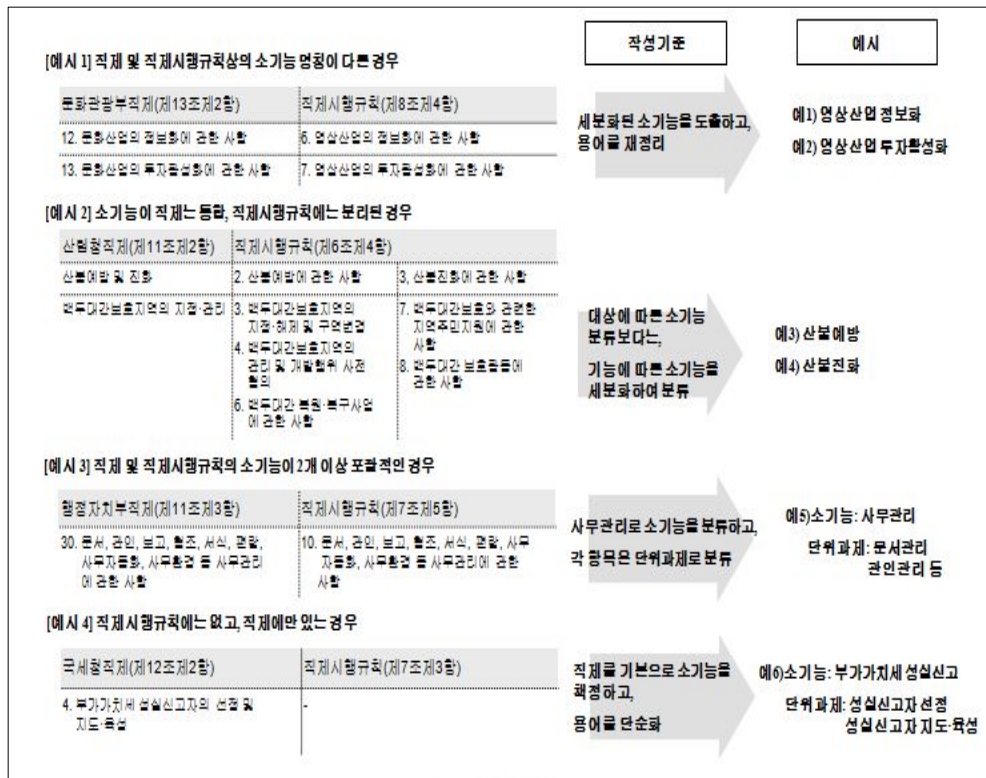 작성기준
예시
[예시 1] 직제 및 직제시행규칙상의 소기능 명칭이 다른 경우
문화관광부직제(제13조제2항) 직제시행규칙(제8조제4항)
12. 문화산업의 정보화에 관한 사항 6. 영상산업의 정보화에 관한 사항
13. 문화산업의 투자활성화에 관한 사항 7. 영상산업의 투자활성화에 관한 사항
세분화된 소기능을 도출하고,
용어를 재정리
예1) 영상산업 정보화
예2) 영상산업 투자활성화
[예시 2] 소기능이 직제는 통합, 직제시행규칙에는 분리된 경우
산림청직제(제11조제2항) 직제시행규칙(제6조제4항)
산불예방 및 진화 2. 산불예방에 관한 사항 3, 산불진화에 관한 사항
백두대간보호지역의 지정·관리
3. 백두대간보호지역의
지정·해제 및 구역변경
4. 백두대간보호지역의
관리 및 개발행위 사전
협의
6. 백두대간 복원·복구사업
에 관한 사항
7. 백두대간보호와 관련한
지역주민지원에 관한
사항
8. 백두대간 보호활동에
관한 사항
대상에 따른 소기능
분류보다는,
기능에 따른 소기능을
세분화하여 분류
예3) 산불예방
예4) 산불진화
[예시 3] 직제 및 직제시행규칙의 소기능이 2개 이상 포괄적인 경우
행정자치부직제(제11조제3항) 직제시행규칙(제7조제5항)
30. 문서, 관인, 보고, 협조, 서식, 편람,
사무자동화, 사무환경 등 사무관리
에 관한 사항
10. 문서, 관인, 보고, 협조, 서식, 편람, 사무
자동화, 사무환경 등 사무관리에 관한
사항
사무관리로 소기능을 분류하고,
각 항목은 단위과제로 분류
예5)소기능: 사무관리
단위과제: 문서관리
관인관리 등
[예시 4] 직제시행규칙에는 없고, 직제에만 있는 경우
국세청직제(제12조제2항) 직제시행규칙(제7조제3항)
4. 부가가치세 성실신고자의 선정 및
지도·육성
-
직제를 기본으로 소기능을
책정하고,
용어를 단순화
예6)소기능: 부가가치세 성실신고
단위과제: 성실신고자 선정
성실신고자 지도·육성